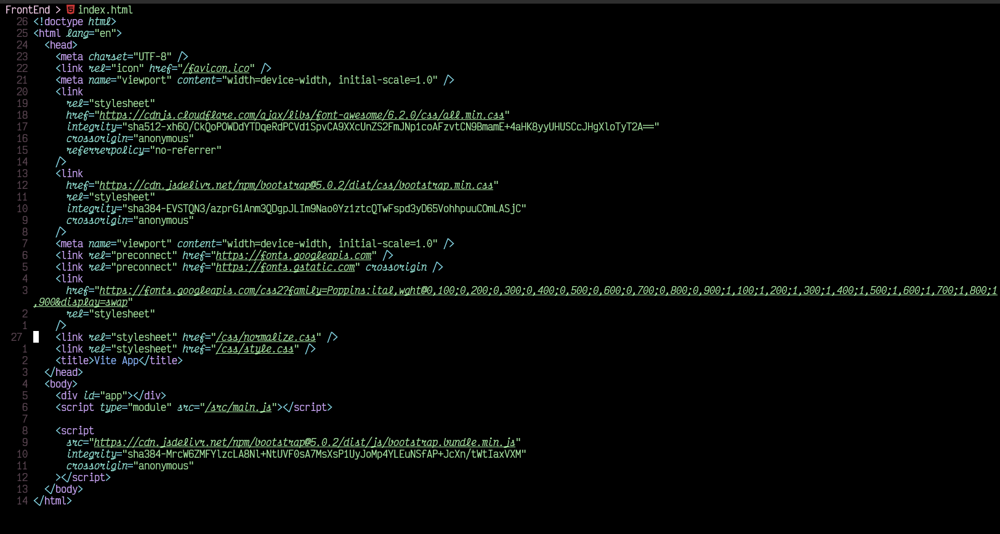 FrontEnd > index.html
26 <!doctype html>
25 <html lang="en">
24   <head>
23     <meta charset="UTF-8" />
22     <link rel="icon" href="/favicon.ico" />
21     <meta name="viewport" content="width=device-width, initial-scale=1.0" />
20     <link
19       rel="stylesheet"
18       href="https://cdnjs.cloudflare.com/ajax/libs/font-awesome/6.2.0/css/all.min.css"
17       integrity="sha512-xh6O/CkQoPOWDdYTDqeRdPCVd1SpvCA9XXcUnZS2FmJNp1coAFzvtCN9BmamE+4aHK8yyUHUSCcJHgXloTyT2A=="
16       crossorigin="anonymous"
15       referrerpolicy="no-referrer"
14     />
13     <link
12       href="https://cdn.jsdelivr.net/npm/bootstrap@5.0.2/dist/css/bootstrap.min.css"
11       rel="stylesheet"
10       integrity="sha384-EVSTQN3/azprG1Anm3QDgpJLIm9Nao0Yz1ztcQTwFspd3yD65VohhpuuCOmLASjC"
9       crossorigin="anonymous"
8     />
7     <meta name="viewport" content="width=device-width, initial-scale=1.0" />
6     <link rel="preconnect" href="https://fonts.googleapis.com" />
5     <link rel="preconnect" href="https://fonts.gstatic.com" crossorigin />
4     <link
3       href="https://fonts.googleapis.com/css2?family=Poppins:ital,wght@0,100;0,200;0,300;0,400;0,500;0,600;0,700;0,800;0,900;1,100;1,200;1,300;1,400;1,500;1,600;1,700;1,800;1
,900&display=swap"
2       rel="stylesheet"
1     />
27     <link rel="stylesheet" href="/css/normalize.css" />
1     <link rel="stylesheet" href="/css/style.css" />
2     <title>Vite App</title>
3   </head>
4   <body>
5     <div id="app"></div>
6     <script type="module" src="/src/main.js"></script>
7
8     <script
9       src="https://cdn.jsdelivr.net/npm/bootstrap@5.0.2/dist/js/bootstrap.bundle.min.js"
10       integrity="sha384-MrcW6ZMFYlzcLA8Nl+NtUVF0sA7MsXsP1UyJoMp4YLEuNSfAP+JcXn/tWtIaxVXM"
11       crossorigin="anonymous"
12     ></script>
13   </body>
14 </html>